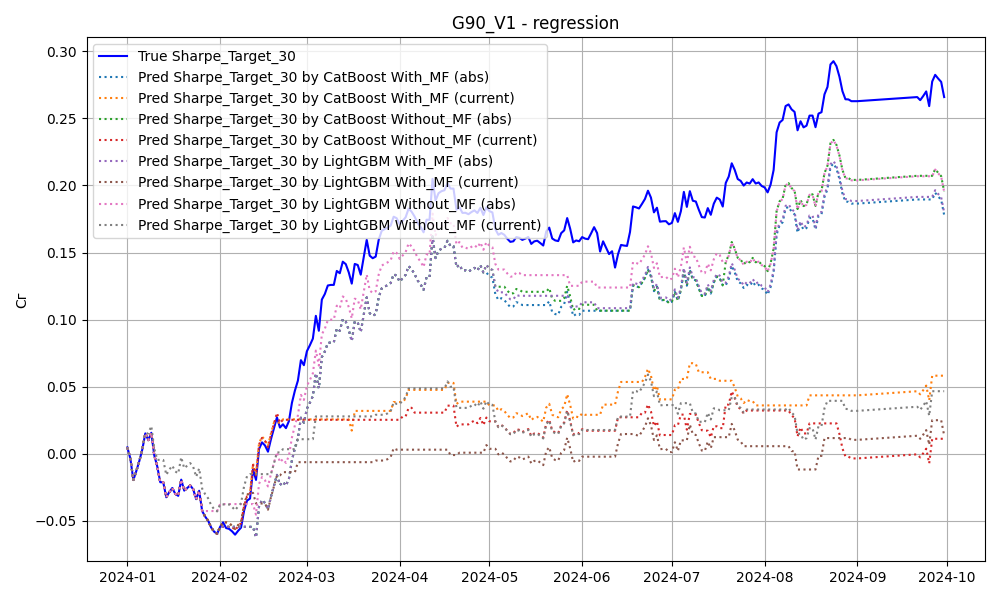 G90_V1 - regression
0.30
0.25
0.20
0.15
0.10
0.05
0.00
−0.05
Cr
True Sharpe_Target_30
Pred Sharpe_Target_30 by CatBoost With_MF (abs)
Pred Sharpe_Target_30 by CatBoost With_MF (current)
Pred Sharpe_Target_30 by CatBoost Without_MF (abs)
Pred Sharpe_Target_30 by CatBoost Without_MF (current)
Pred Sharpe_Target_30 by LightGBM With_MF (abs)
Pred Sharpe_Target_30 by LightGBM With_MF (current)
Pred Sharpe_Target_30 by LightGBM Without_MF (abs)
Pred Sharpe_Target_30 by LightGBM Without_MF (current)
2024-01 2024-02 2024-03 2024-04 2024-05 2024-06 2024-07 2024-08 2024-09 2024-10